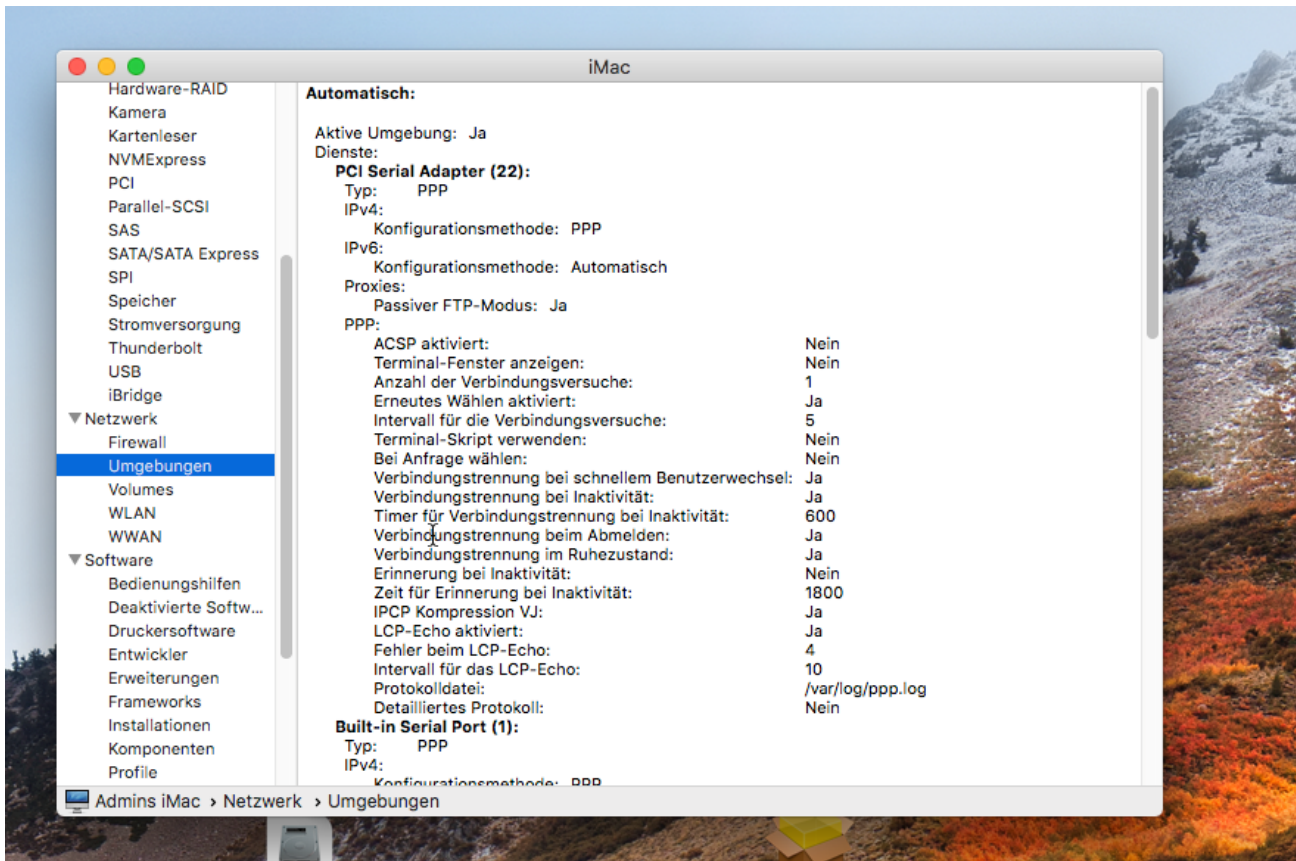 iMac
Hardware-RAID
Kamera
Kartenleser
NVMExpress
PCI
Parallel-SCSI
SAS
SATA/SATA Express
SPI
Speicher
Stromversorgung
Thunderbolt
USB
iBridge
Netzwerk
Firewall
Umgebungen
Volumes
WLAN
WWAN
Software
Bedienungshilfen
Deaktivierte Softw...
Druckersoftware
Entwickler
Erweiterungen
Frameworks
Installationen
Komponenten
Profile
Automatisch:
Aktive Umgebung: Ja
Dienste:
PCI Serial Adapter (22):
Typ: PPP
IPv4:
Konfigurationsmethode: PPP
IPv6:
Konfigurationsmethode: Automatisch
Proxies:
Passiver FTP-Modus: Ja
PPP:
ACSP aktiviert: Nein
Terminal-Fenster anzeigen: Nein
Anzahl der Verbindungsversuche: 1
Erneutes Wählen aktiviert: Ja
Intervall für die Verbindungsversuche: 5
Terminal-Skript verwenden: Nein
Bei Anfrage wählen: Nein
Verbindungstrennung bei schnellem Benutzerwechsel: Ja
Verbindungstrennung bei Inaktivität: Ja
Timer für Verbindungstrennung bei Inaktivität: 600
Verbindungstrennung beim Abmelden: Ja
Verbindungstrennung im Ruhezustand: Ja
Erinnerung bei Inaktivität: Nein
Zeit für Erinnerung bei Inaktivität: 1800
IPCP Kompression VJ: Ja
LCP-Echo aktiviert: Ja
Fehler beim LCP-Echo: 4
Intervall für das LCP-Echo: 10
Protokolldatei: /var/log/ppp.log
Detailliertes Protokoll: Nein
Built-in Serial Port (1):
Typ: PPP
IPv4:
Konfigurationsmethode: PPP
Admins iMac › Netzwerk › Umgebungen